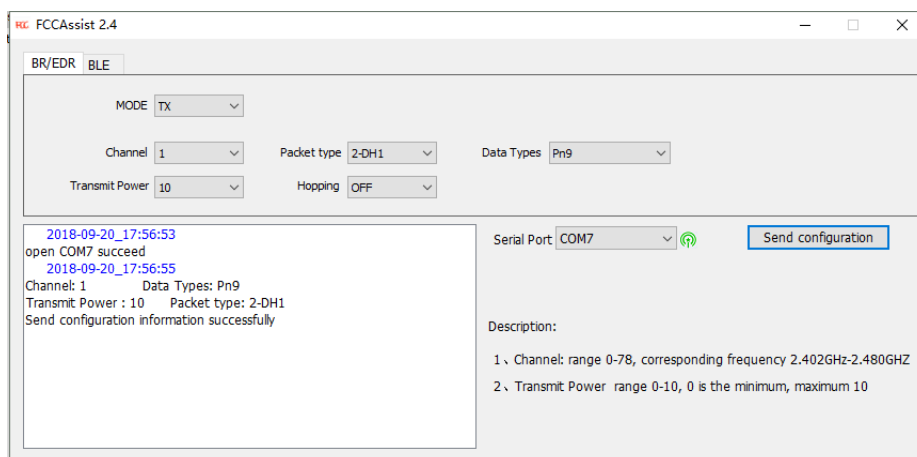 FCC FCCAssist 2.4
BR/EDR BLE
MODE TX
Channel 1 Packet type 2-DH1 Data Types Pn9
Transmit Power 10 Hopping OFF
2018-09-20_17:56:53
open COM7 succeed
2018-09-20_17:56:55
Channel: 1 Data Types: Pn9
Transmit Power : 10 Packet type: 2-DH1
Send configuration information successfully
Serial Port COM7 Send configuration
Description:
1、Channel: range 0-78, corresponding frequency 2.402GHz-2.480GHZ
2、Transmit Power range 0-10, 0 is the minimum, maximum 10